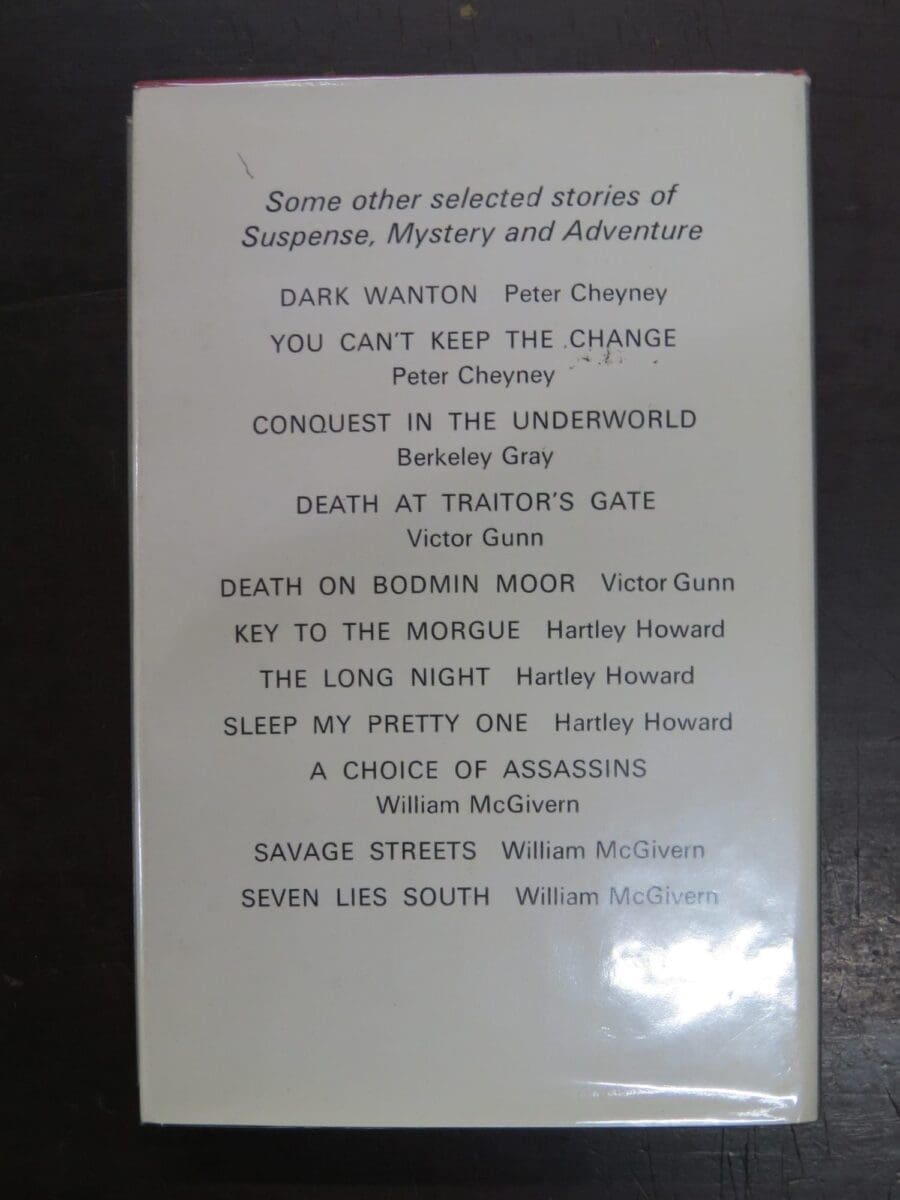 Some other selected stories of
Suspense, Mystery and Adventure
DARK WANTON Peter Cheyney
YOU CAN'T KEEP THE CHANGE
Peter Cheyney
CONQUEST IN THE UNDERWORLD
Berkeley Gray
DEATH AT TRAITOR'S GATE
Victor Gunn
DEATH ON BODMIN MOOR Victor Gunn
KEY TO THE MORGUE Hartley Howard
THE LONG NIGHT Hartley Howard
SLEEP MY PRETTY ONE Hartley Howard
A CHOICE OF ASSASSINS
William McGivern
SAVAGE STREETS William McGivern
SEVEN LIES SOUTH William McGivern